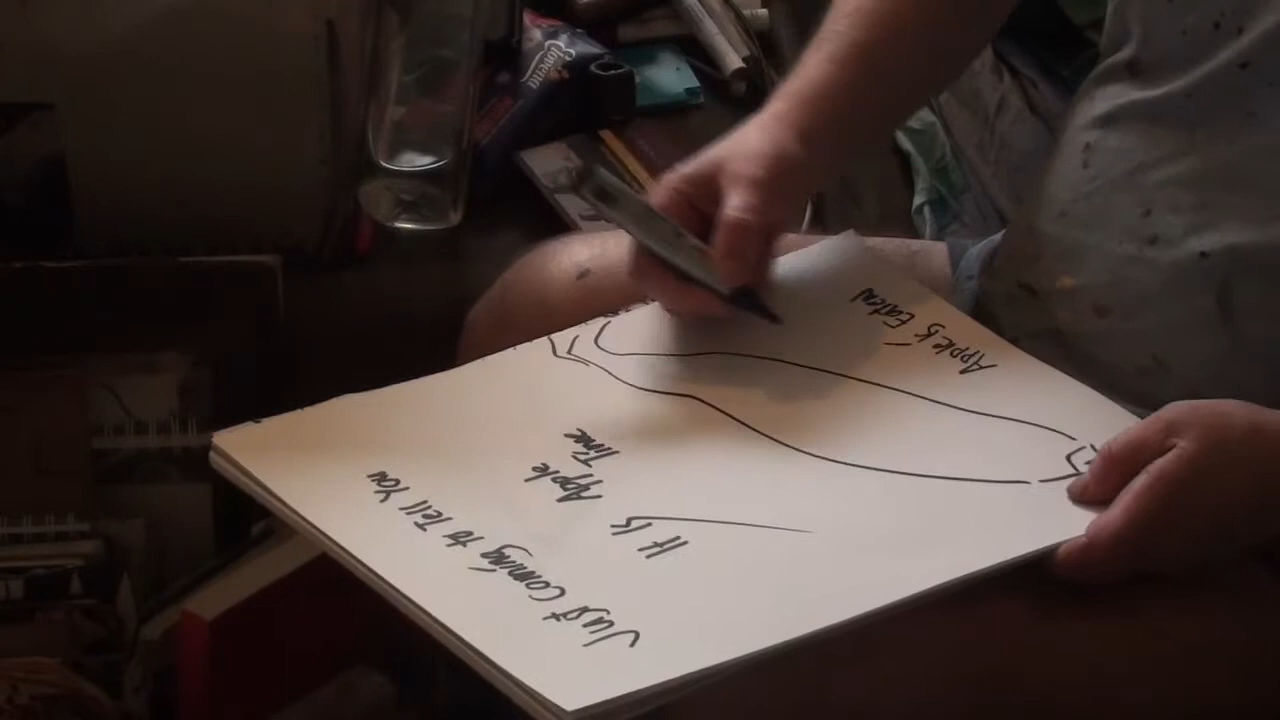 Just Coming to Tell You
It Is
Apple
Time
Apple Is Eaten